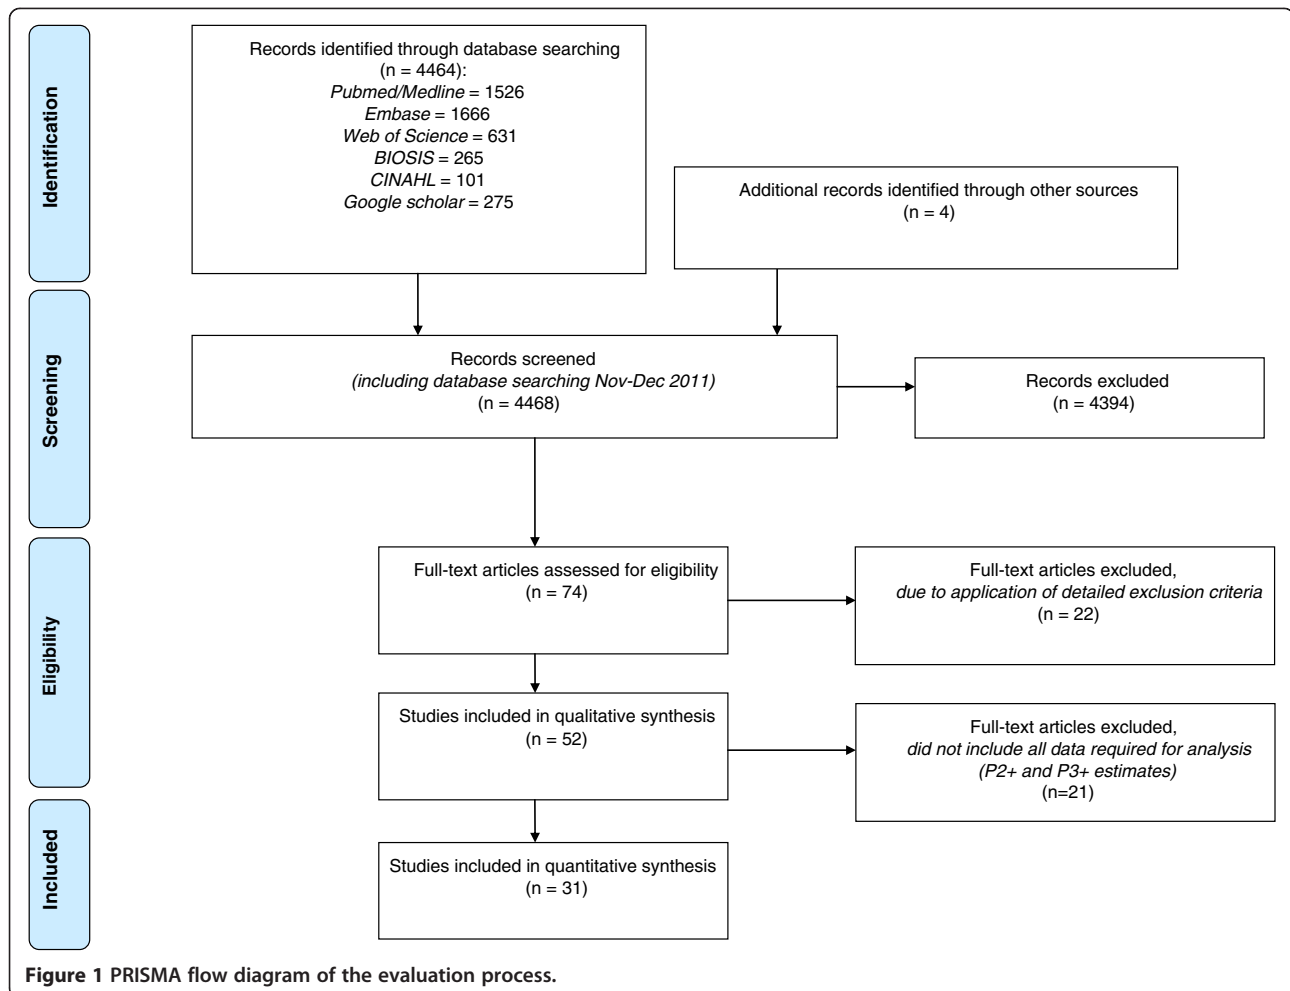 Identification
Records identified through database searching
(n = 4464):
Pubmed/Medline = 1526
Embase = 1666
Web of Science = 631
BIOSIS = 265
CINAHL = 101
Google scholar = 275
Additional records identified through other sources
(n = 4)
Screening
Records screened
(including database searching Nov-Dec 2011)
(n = 4468)
Records excluded
(n = 4394)
Eligibility
Full-text articles assessed for eligibility
(n = 74)
Full-text articles excluded,
due to application of detailed exclusion criteria
(n = 22)
Studies included in qualitative synthesis
(n = 52)
Full-text articles excluded,
did not include all data required for analysis
(P2+ and P3+ estimates)
(n=21)
Included
Studies included in quantitative synthesis
(n = 31)
Figure 1 PRISMA flow diagram of the evaluation process.